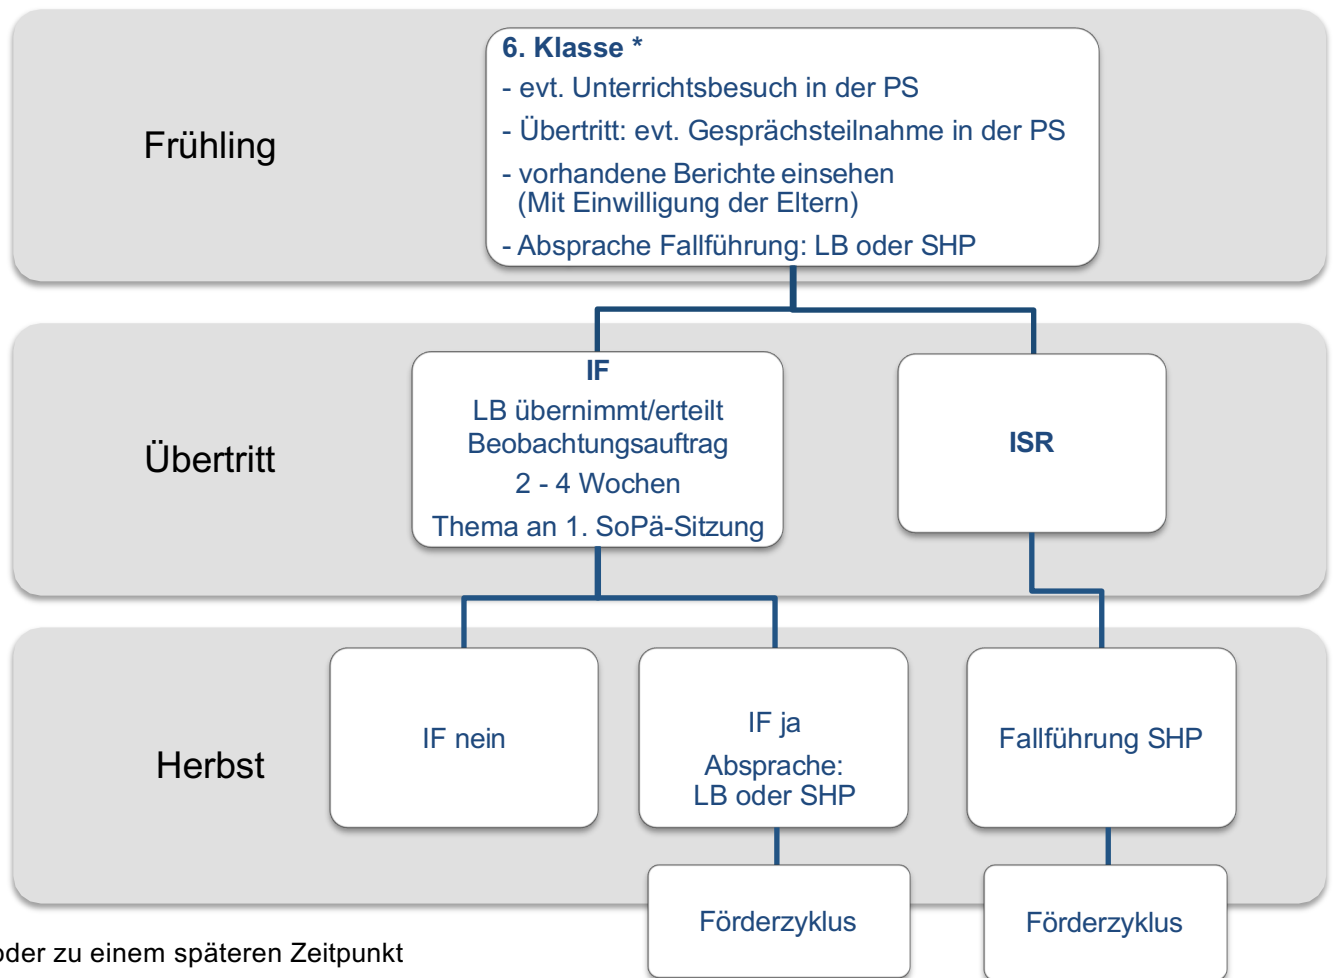 Frühling
6. Klasse *
- evt. Unterrichtsbesuch in der PS
- Übertritt: evt. Gesprächsteilnahme in der PS
- vorhandene Berichte einsehen
(Mit Einwilligung der Eltern)
- Absprache Fallführung: LB oder SHP
Übertritt
IF
LB übernimmt/erteilt
Beobachtungsauftrag
2 - 4 Wochen
Thema an 1. SoPä-Sitzung
ISR
Herbst
IF nein
IF ja
Absprache:
LB oder SHP
Fallführung SHP
Förderzyklus
Förderzyklus
oder zu einem späteren Zeitpunkt